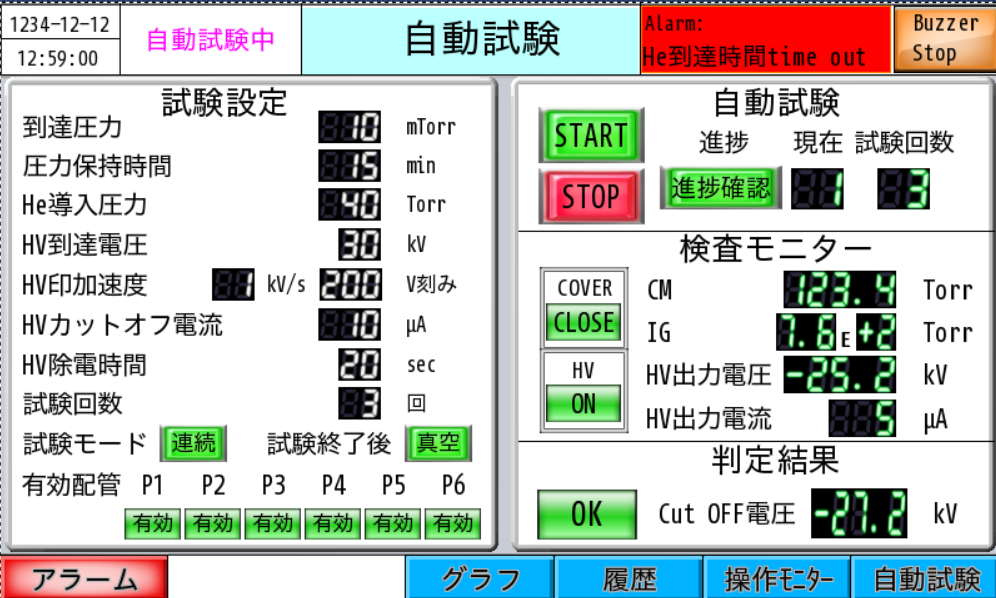 1234-12-12
12:59:00
自動試験中
自動試験
Alarm:
He到達時間time out
Buzzer
Stop
試験設定
到達圧力 10 mTorr
圧力保持時間 15 min
He導入圧力 40 Torr
HV到達電圧 30 kV
HV印加速度 1 kV/s 200 V刻み
HVカットオフ電流 10 μA
HV除電時間 20 sec
試験回数 3 回
試験モード 連続 試験終了後 真空
有効配管 P1 P2 P3 P4 P5 P6
有効 有効 有効 有効 有効 有効
自動試験
START
STOP
進捗 現在 試験回数
進捗確認 1 3
検査モニター
COVER
CLOSE
HV
ON
CM 123.4 Torr
IG 7.6E+2 Torr
HV出力電圧 -25.2 kV
HV出力電流 5 μA
判定結果
OK Cut OFF電圧 -27.2 kV
アラーム グラフ 履歴 操作モニター 自動試験